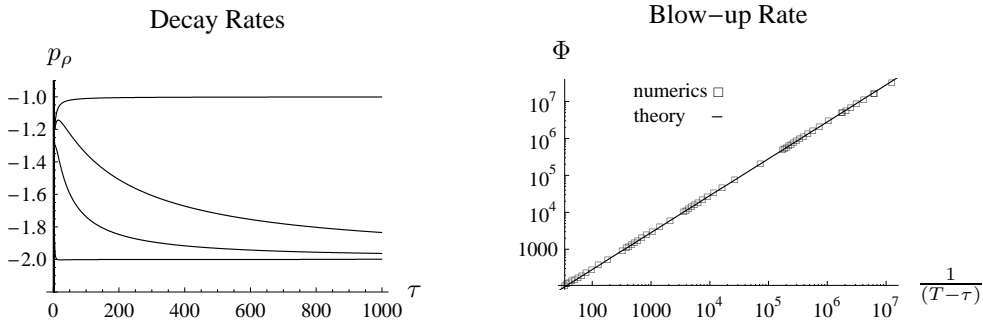 Decay Rates
p_ρ
−1.0
−1.2
−1.4
−1.6
−1.8
−2.0
0 200 400 600 800 1000 τ
Blow−up Rate
Φ
numerics □
theory −
10^7
10^6
10^5
10^4
1000
100 1000 10^4 10^5 10^6 10^7
1/(T−τ)